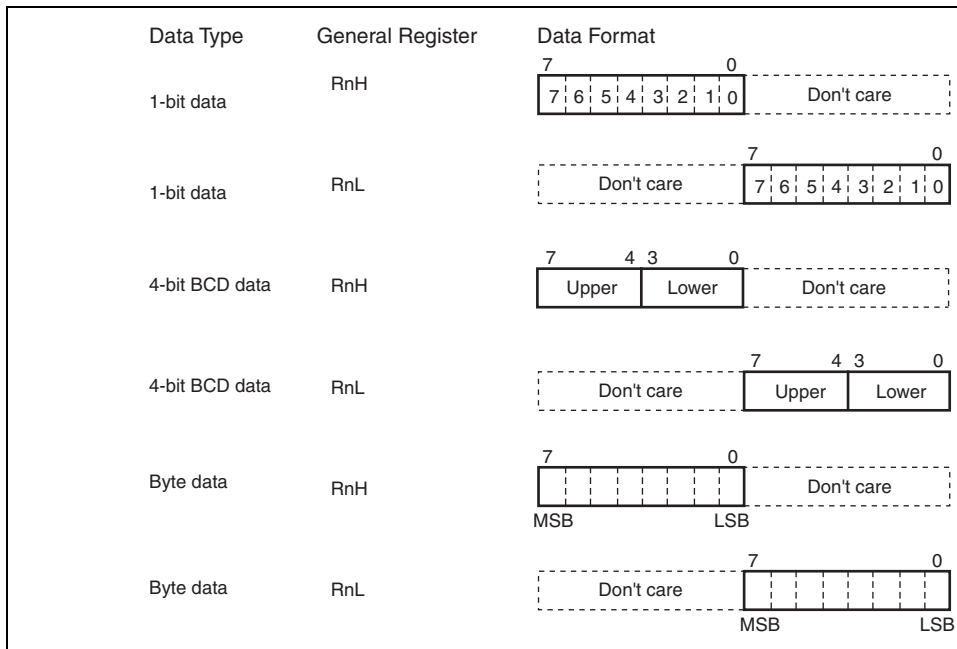 Data Type General Register Data Format
7 0
1-bit data RnH 7 6 5 4 3 2 1 0 Don't care
7 0
1-bit data RnL Don't care 7 6 5 4 3 2 1 0
7 4 3 0
4-bit BCD data RnH Upper Lower Don't care
7 4 3 0
4-bit BCD data RnL Don't care Upper Lower
7 0
Byte data RnH Don't care
MSB LSB
7 0
Byte data RnL Don't care
MSB LSB